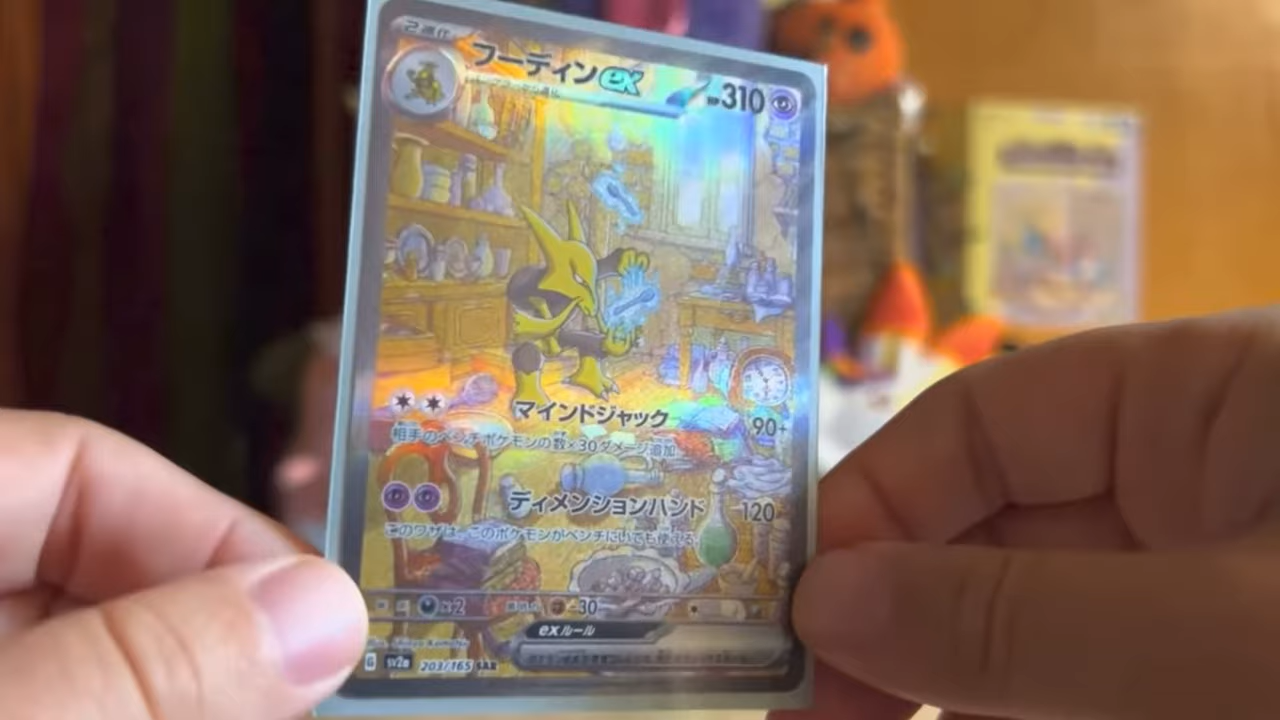 2進化
フーディンex
310
マインドジャック 90+
相手のベンチポケモンの数×30ダメージ追加。
ディメンションハンド 120
このワザは、このポケモンがベンチにいても使える。
×2 -30
exルール
G sv2a 203/165 SAR